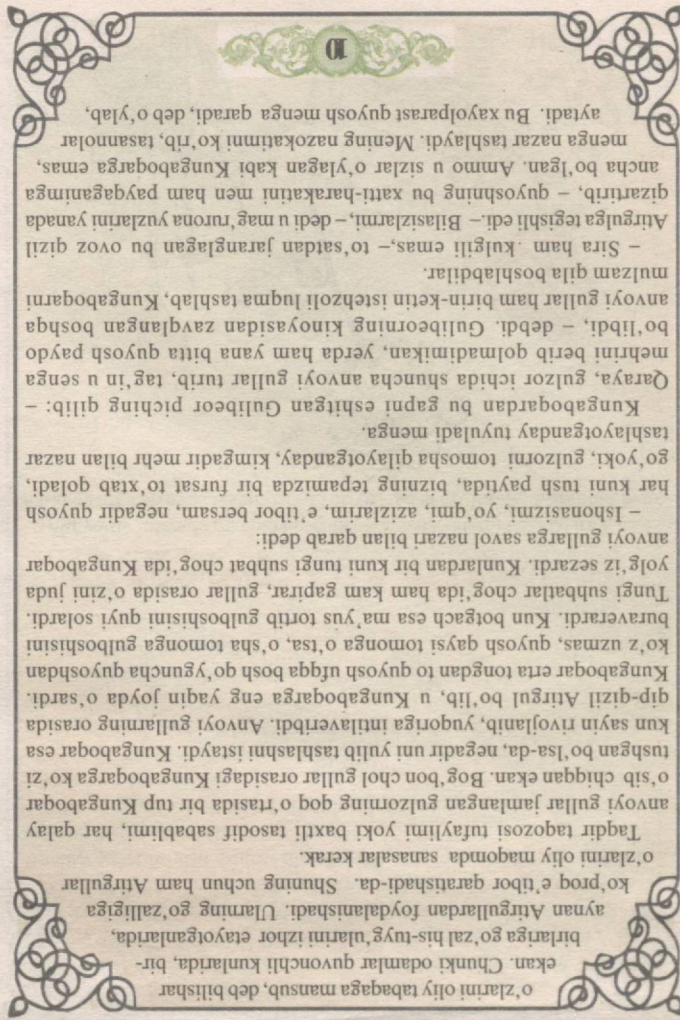 o'zlarini oliy tabaqaga mansub, deb bilishar
ekan. Chunki odamlar quvonchli kunlarida, bir-
birlariga go'zal his-tuyg'ularini izhor etayotganlarida,
aynan Atirgullardan foydalanishadi. Ularning go'zalligiga
ko'proq e'tibor qaratishadi-da. Shuning uchun ham Atirgullar
o'zlarini oliy maqomda sanasalar kerak.
Taqdir taqozosi tufaylimi yoki baxtli tasodif sabablimi, har qalay
anvoyi gullar jamlangan gulzorning qoq o'rtasida bir tup Kungaboqar
o'sib chiqqan ekan. Bog'bon chol gullar orasidagi Kungaboqarga ko'zi
tushgan bo'lsa-da, negadir uni yulib tashlashni istaydi. Kungaboqar esa
kun sayin rivojlanib, yuqoriga intilaveribdi. Anvoyi gullarning orasida
qip-qizil Atirgul bo'lib, u Kungaboqarga eng yaqin joyda o'sardi.
Kungaboqar erta tongdan to quyosh ufqqa bosh qo'yguncha quyoshdan
ko'z uzmas, quyosh qaysi tomonga o'tsa, o'sha tomonga gulboshisini
buraverardi. Kun botgach esa ma'yus tortib gulboshisini quyi solardi.
Tungi suhbatlar chog'ida ham kam gapirar, gullar orasida o'zini juda
yolg'iz sezardi. Kunlardan bir kuni tungi suhbat chog'ida Kungaboqar
anvoyi gullarga savol nazari bilan qarab dedi:
– Ishonasizmi, yo'qmi, azizlarim, e'tibor bersam, negadir quyosh
har kuni tush paytida, bizning tepamizda bir fursat to'xtab qoladi,
go'yoki, gulzorni tomosha qilayotganday, kimgadir mehr bilan nazar
tashlayotganday tuyuladi menga.
Kungaboqardan bu gapni eshitgan Gulibeor piching qilib: –
Qaraya, gulzor ichida shuncha anvoyi gullar turib, tag'in u senga
mehrini berib qolmadimikan, yerda ham yana bitta quyosh paydo
bo'libdi, – debdi. Gulibeorning kinoyasidan zavqlangan boshqa
anvoyi gullar ham birin-ketin istehzoli luqma tashlab, Kungaboqarni
mulzam qila boshlabdilar.
– Sira ham kulgili emas,– to'satdan jaranglagan bu ovoz qizil
Atirgulga tegishli edi.– Bilasizlarmi,– dedi u mag'rurona yuzlarini yanada
qizartirib, – quyoshning bu xatti-harakatini men ham payqaganimga
ancha bo'lgan. Ammo u sizlar o'ylagan kabi Kungaboqarga emas,
menga nazar tashlaydi. Mening nazokatimni ko'rib, tasannolar
aytadi. Bu xayolparast quyosh menga qaradi, deb o'ylab,
10